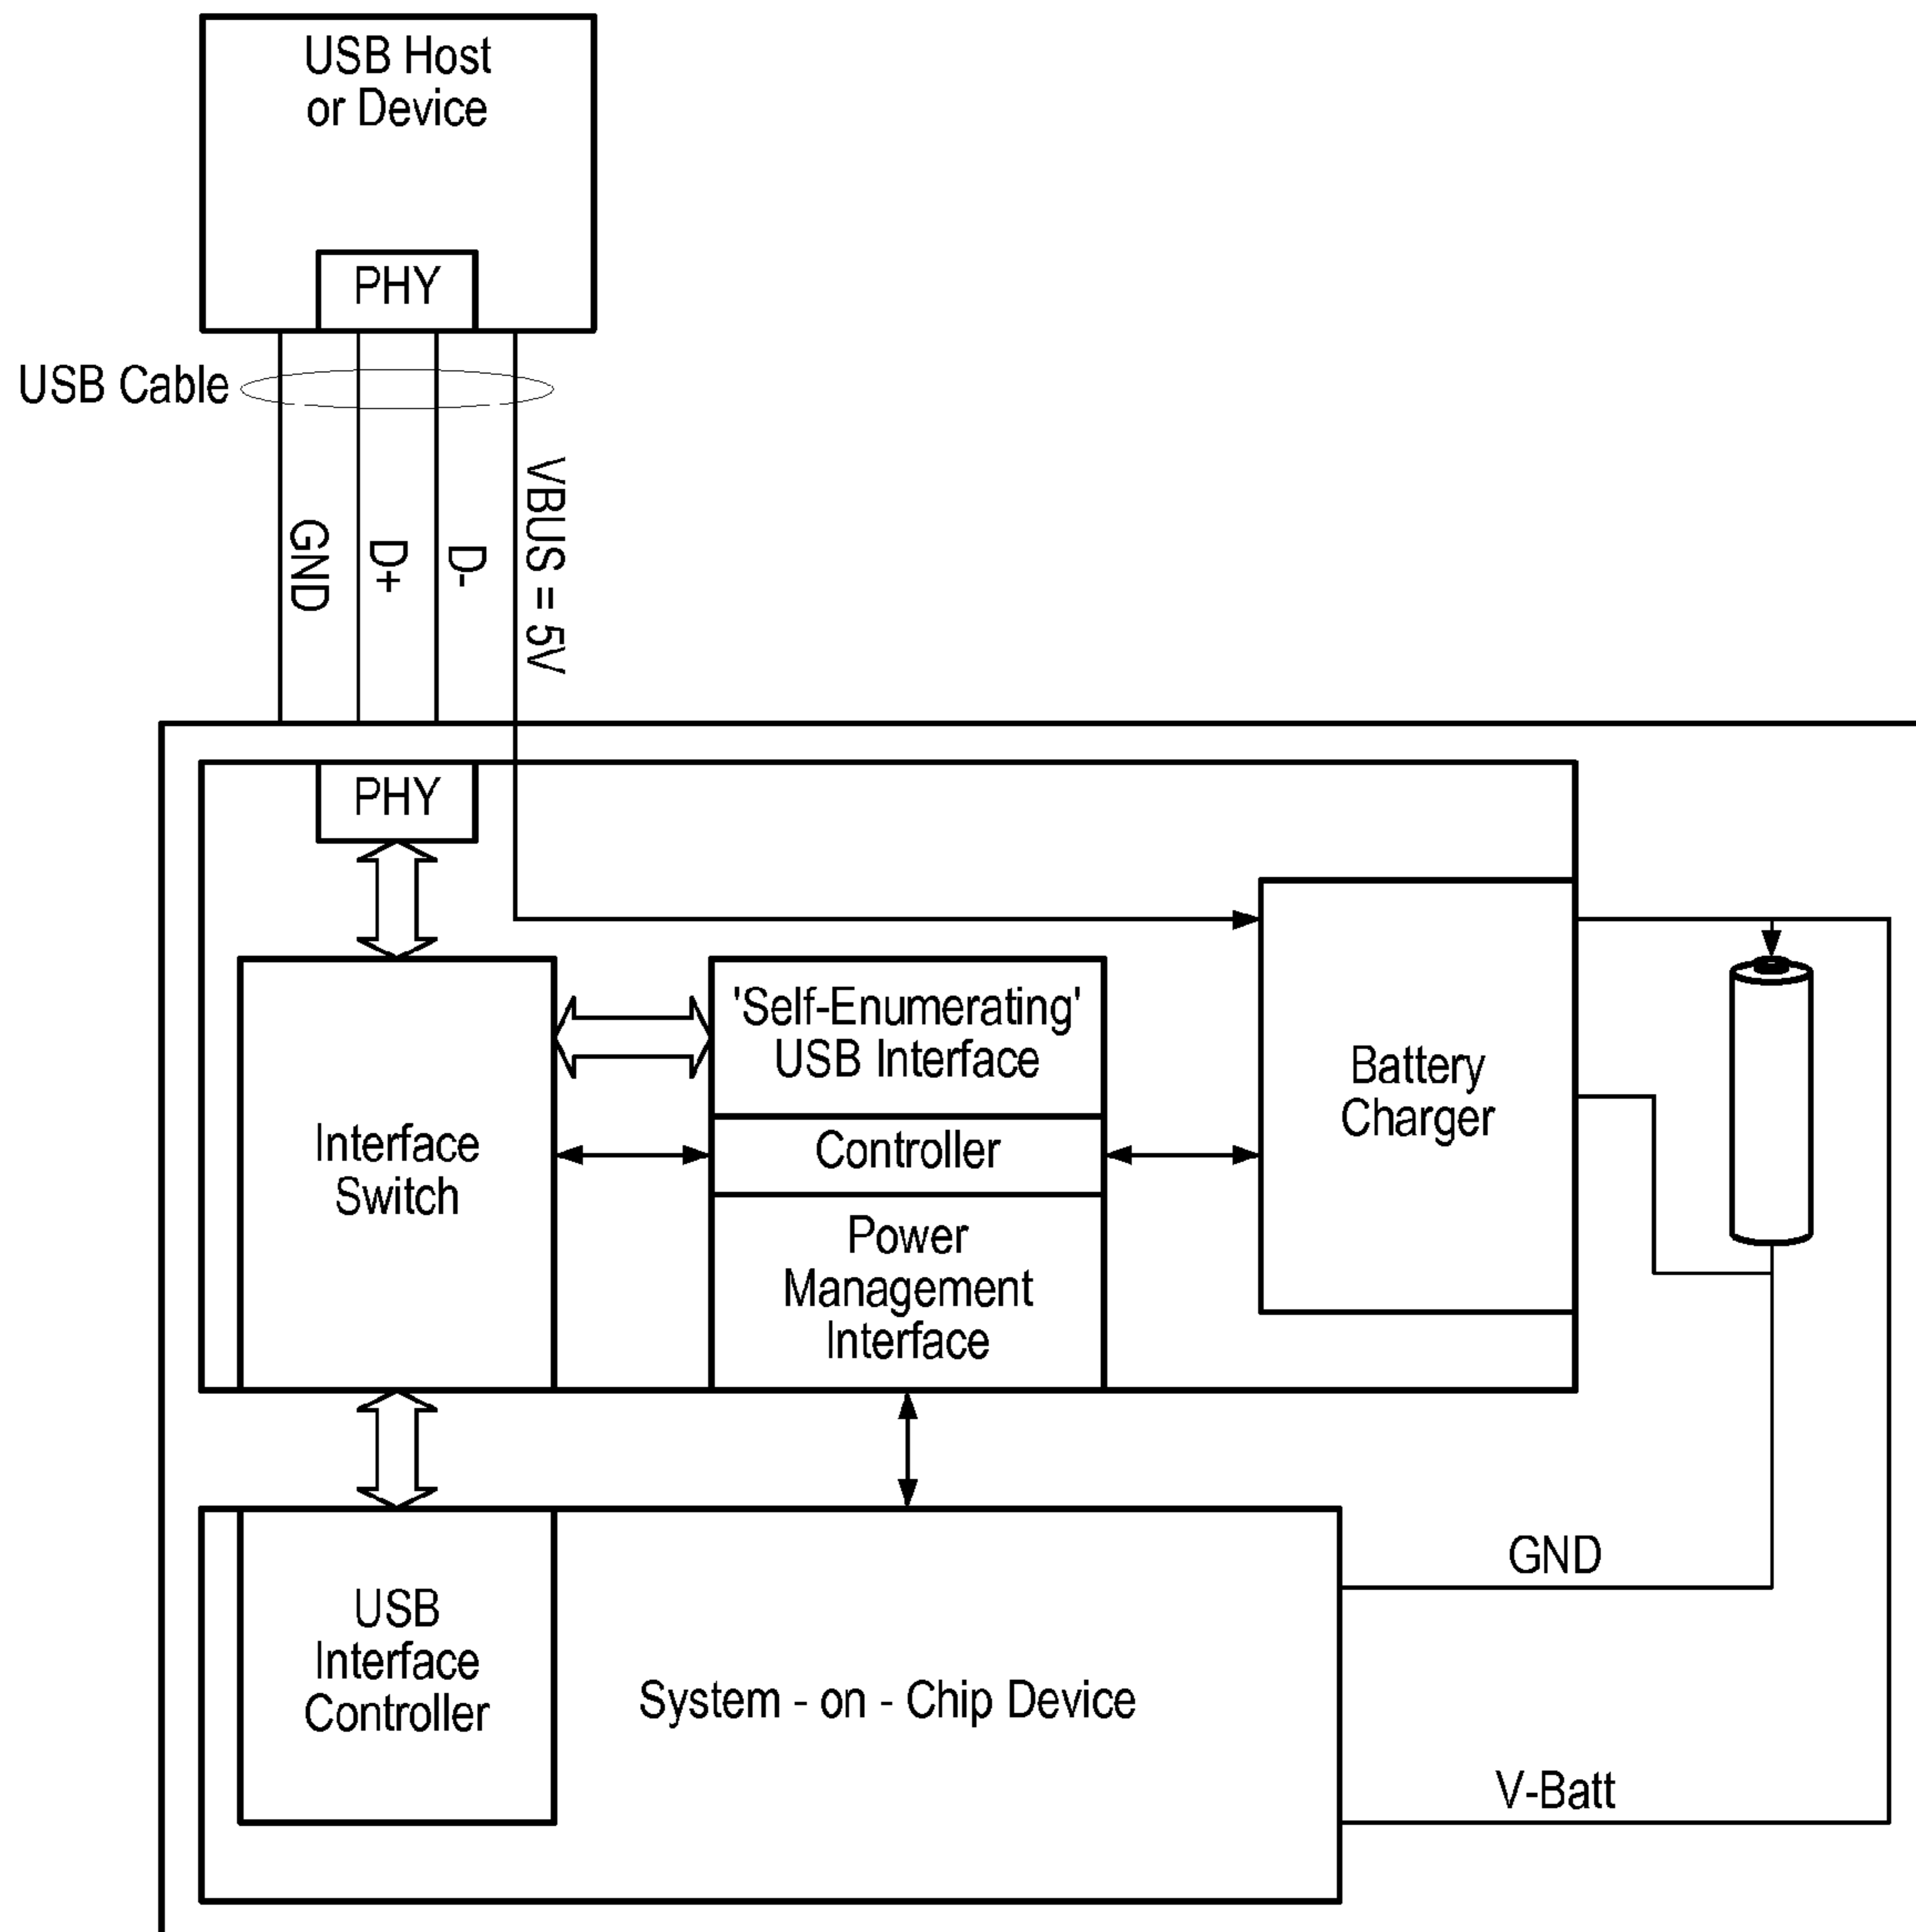 USB Host
or Device
PHY
USB Cable
GND
D+
D-
VBUS = 5V
PHY
'Self-Enumerating'
USB Interface
Battery
Charger
Interface
Switch
Controller
Power
Management
Interface
GND
USB
Interface
Controller
System - on - Chip Device
V-Batt